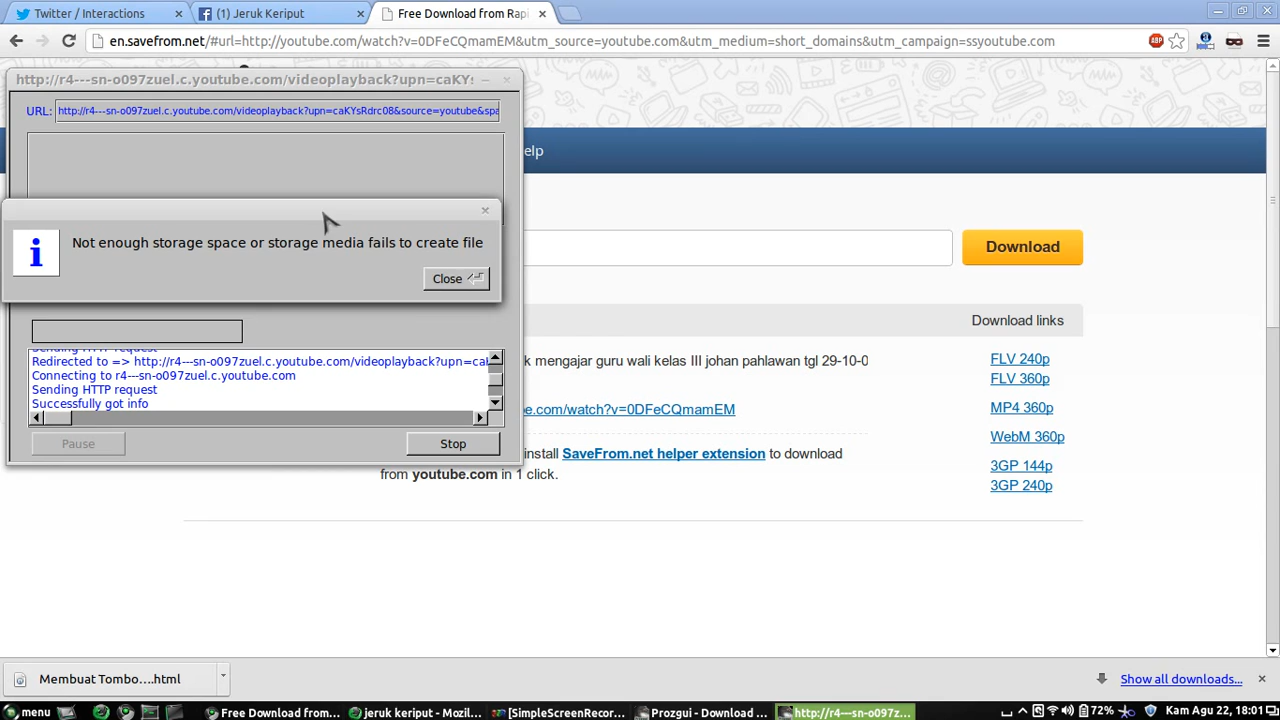 Twitter / Interactions
(1) Jeruk Keriput
Free Download from Rapi
en.savefrom.net/#url=http://youtube.com/watch?v=0DFeCQmamEM&utm_source=youtube.com&utm_medium=short_domains&utm_campaign=ssyoutube.com
http://r4---sn-o097zuel.c.youtube.com/videoplayback?upn=caKYs
URL: http://r4---sn-o097zuel.c.youtube.com/videoplayback?upn=caKYsRdrc08&source=youtube&spa
elp
Not enough storage space or storage media fails to create file
Close
Download
Download links
Sending HTTP request
Redirected to => http://r4---sn-o097zuel.c.youtube.com/videoplayback?upn=cal
Connecting to r4---sn-o097zuel.c.youtube.com
Sending HTTP request
Successfully got info
Pause
Stop
k mengajar guru wali kelas III johan pahlawan tgl 29-10-0
e.com/watch?v=0DFeCQmamEM
install SaveFrom.net helper extension to download
from youtube.com in 1 click.
FLV 240p
FLV 360p
MP4 360p
WebM 360p
3GP 144p
3GP 240p
Membuat Tombo....html
Show all downloads...
menu
Free Download from...
jeruk keriput - Mozil...
[SimpleScreenRecor...
Prozgui - Download ...
http://r4---sn-o097z...
72%
Kam Agu 22, 18:01